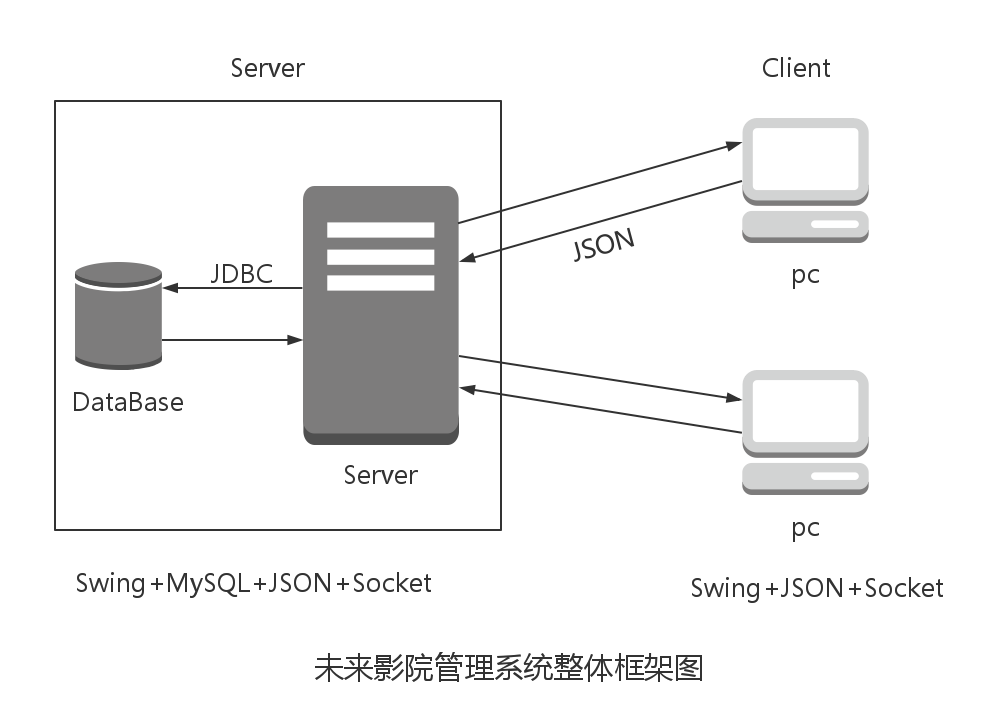 Server
Client
JDBC
JSON
pc
DataBase
Server
pc
Swing+MySQL+JSON+Socket
Swing+JSON+Socket
未来影院管理系统整体框架图